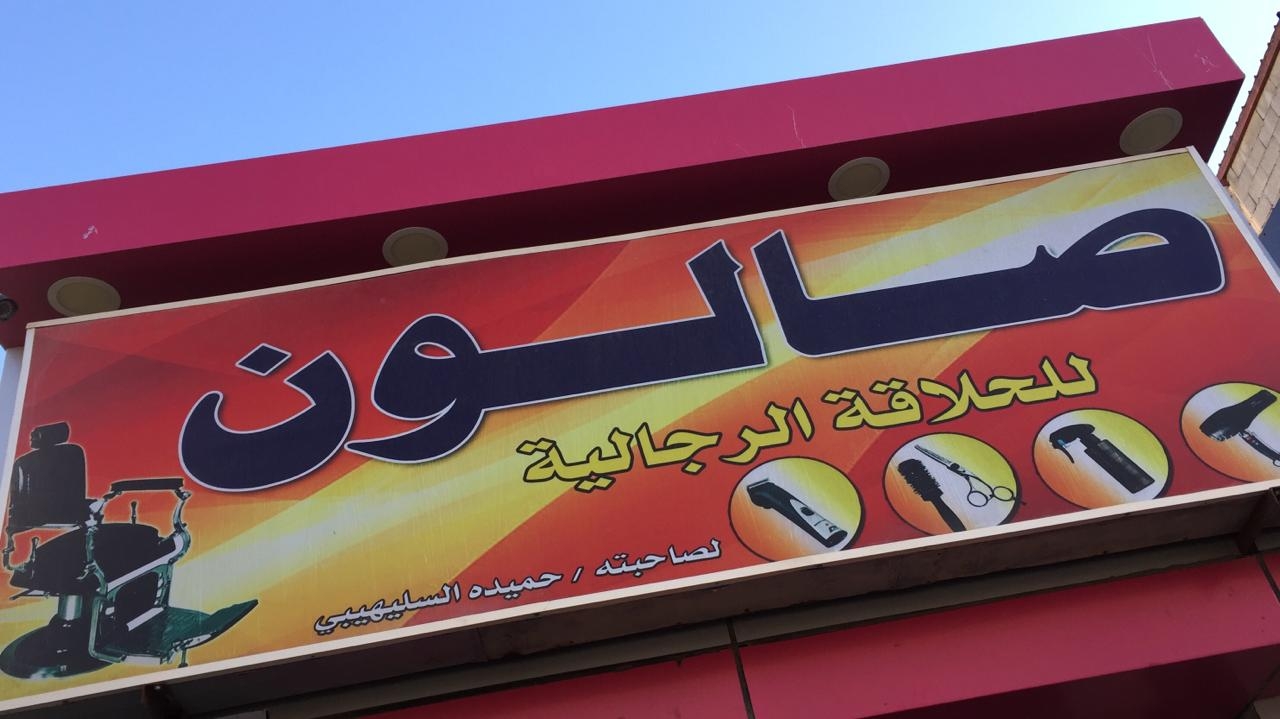 صالون
للحلاقة الرجالية
لصاحبته / حميده السليهيبي